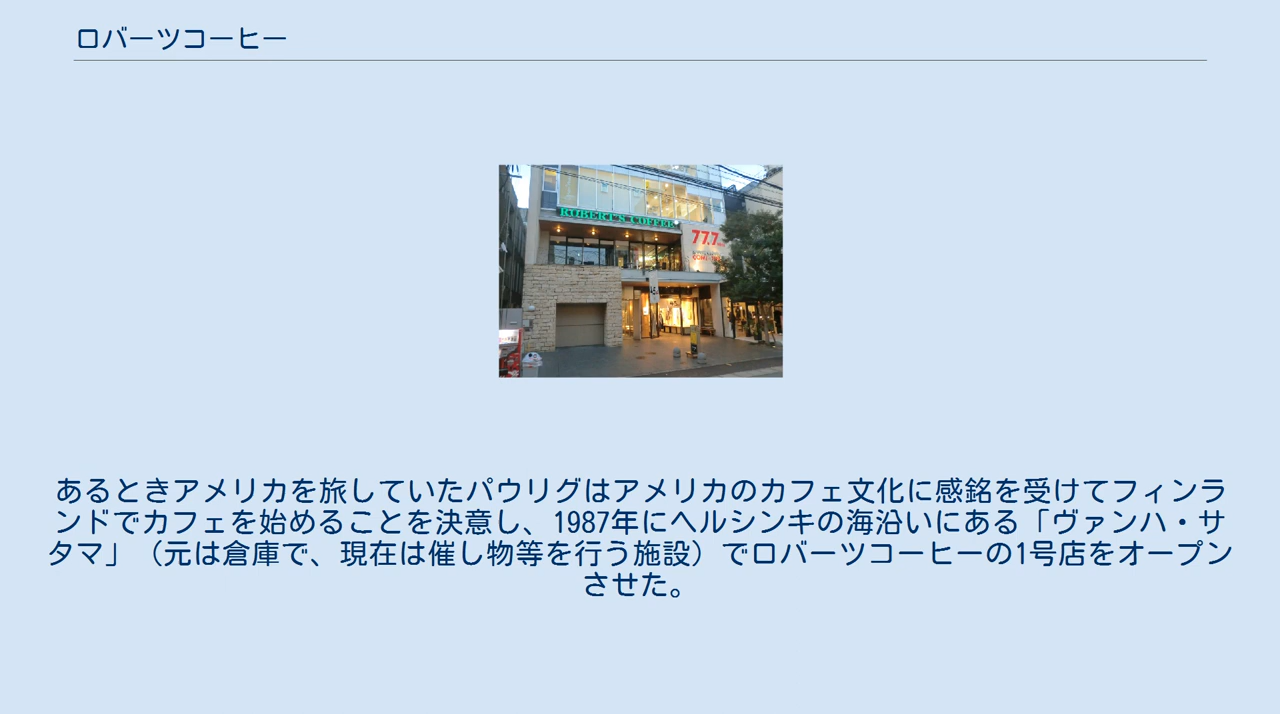 ロバーツコーヒー
ROBERT'S COFFEE
77.7
あるときアメリカを旅していたパウリグはアメリカのカフェ文化に感銘を受けてフィンラ
ンドでカフェを始めることを決意し、1987年にヘルシンキの海沿いにある「ヴァンハ・サ
タマ」（元は倉庫で、現在は催し物等を行う施設）でロバーツコーヒーの1号店をオープン
させた。